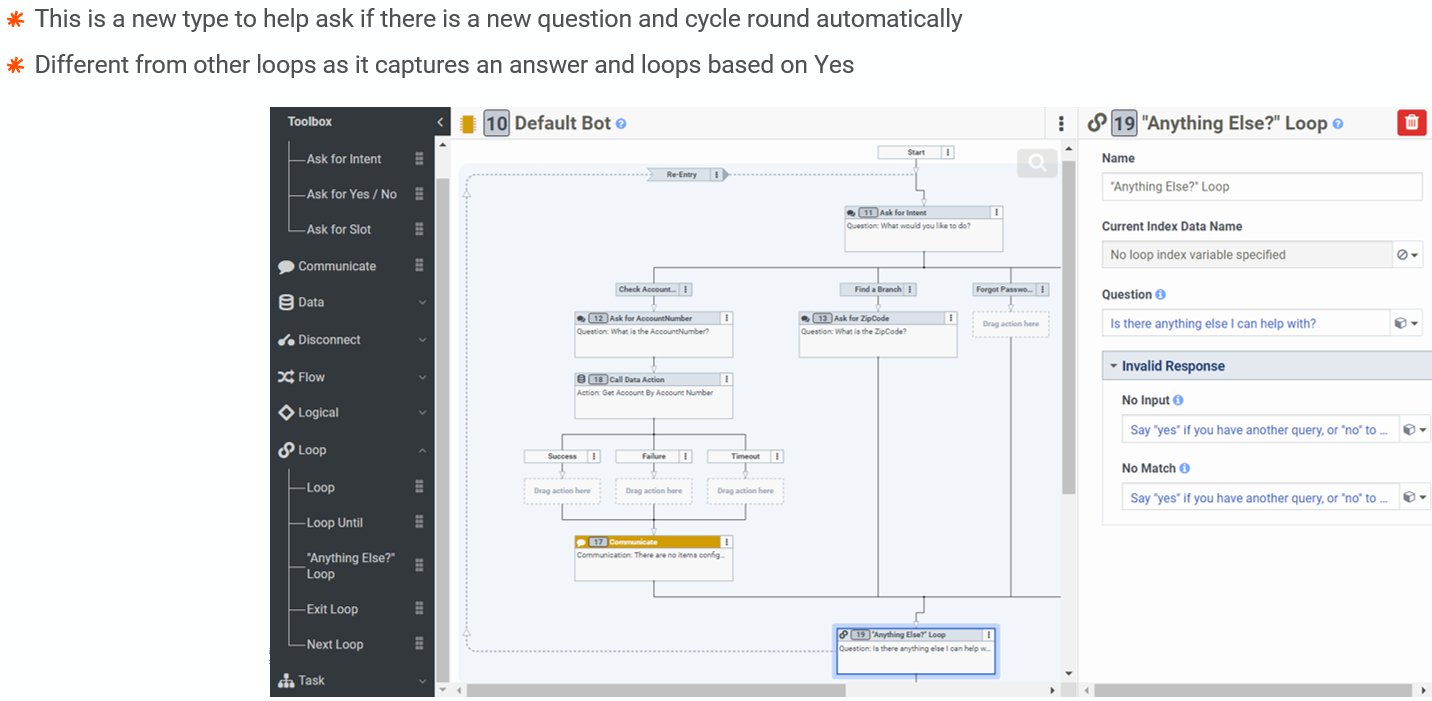 This is a new type to help ask if there is a new question and cycle round automatically
Different from other loops as it captures an answer and loops based on Yes
Toolbox
Ask for Intent
Ask for Yes / No
Ask for Slot
Communicate
Data
Disconnect
Flow
Logical
Loop
Loop
Loop Until
"Anything Else?"
Loop
Exit Loop
Next Loop
Task
10 Default Bot
Start
Re-Entry
11 Ask for Intent
Question: What would you like to do?
Check Account...
Find a Branch
Forgot Passwo...
12 Ask for AccountNumber
Question: What is the AccountNumber?
13 Ask for ZipCode
Question: What is the ZipCode?
Drag action here
18 Call Data Action
Action: Get Account By Account Number
Success
Failure
Timeout
Drag action here
Drag action here
Drag action here
17 Communicate
Communication: There are no items config...
19 "Anything Else?" Loop
Question: Is there anything else I can help w...
19 "Anything Else?" Loop
Name
"Anything Else?" Loop
Current Index Data Name
No loop index variable specified
Question
Is there anything else I can help with?
Invalid Response
No Input
Say "yes" if you have another query, or "no" to ...
No Match
Say "yes" if you have another query, or "no" to ...